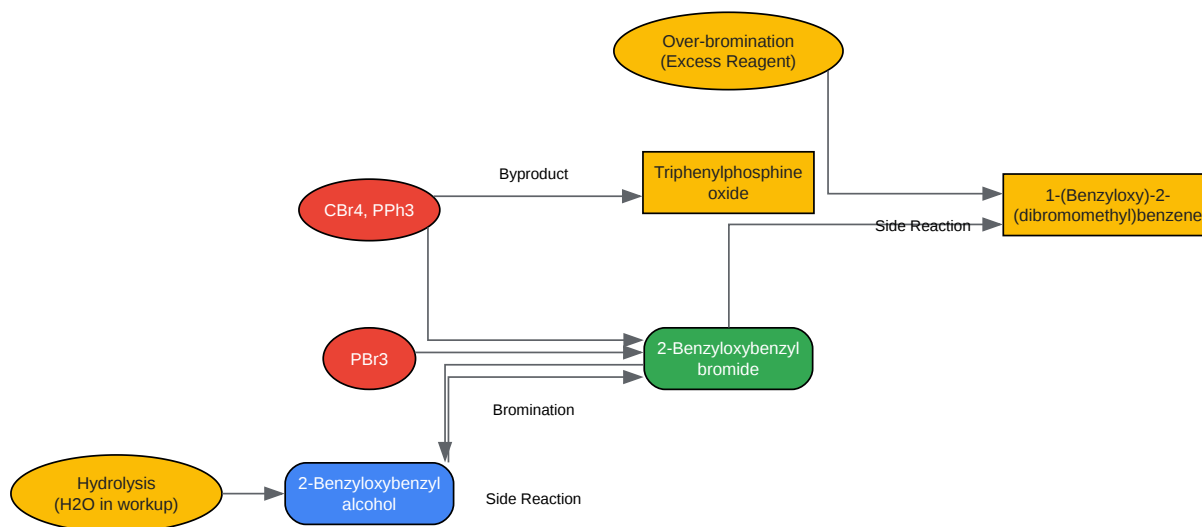 Over-bromination
(Excess Reagent)
Byproduct
Triphenylphosphine
oxide
CBr4, PPh3
1-(Benzyloxy)-2-
(dibromomethyl)benzene
Side Reaction
PBr3
2-Benzyloxybenzyl
bromide
Bromination
Hydrolysis
(H2O in workup)
2-Benzyloxybenzyl
alcohol
Side Reaction